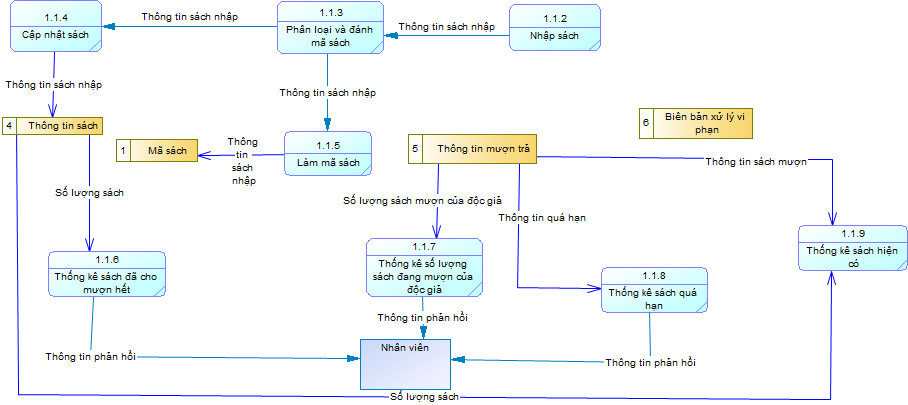 1.1.4
Cập nhật sách
Thông tin sách nhập
1.1.3
Phân loại và đánh
mã sách
Thông tin sách nhập
1.1.2
Nhập sách
Thông tin sách nhập
Thông tin sách nhập
4
Thông tin sách
1
Mã sách
Thông
tin
sách
nhập
1.1.5
Làm mã sách
5
Thông tin mượn trả
6
Biên bản xử lý vi
phạn
Thông tin sách mượn
Số lượng sách
Số lượng sách mượn của độc giả
Thông tin quá hạn
1.1.6
Thống kê sách đã cho
mượn hết
1.1.7
Thống kê số lượng
sách đang mượn của
độc giả
1.1.8
Thống kê sách quá
hạn
1.1.9
Thống kê sách hiện
có
Thông tin phản hồi
Thông tin phản hồi
Thông tin phản hồi
Nhân viên
Số lượng sách